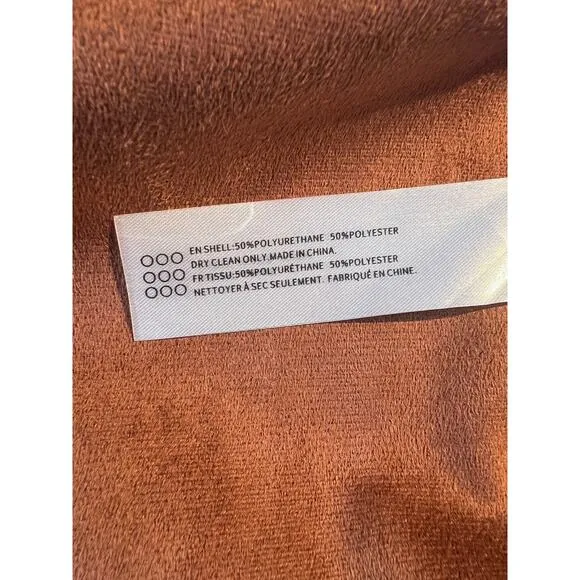 EN SHELL:50%POLYURETHANE 50%POLYESTER
DRY CLEAN ONLY.MADE IN CHINA.
FR TISSU:50%POLYURÉTHANE 50%POLYESTER
NETTOYER À SEC SEULEMENT. FABRIQUÉ EN CHINE.